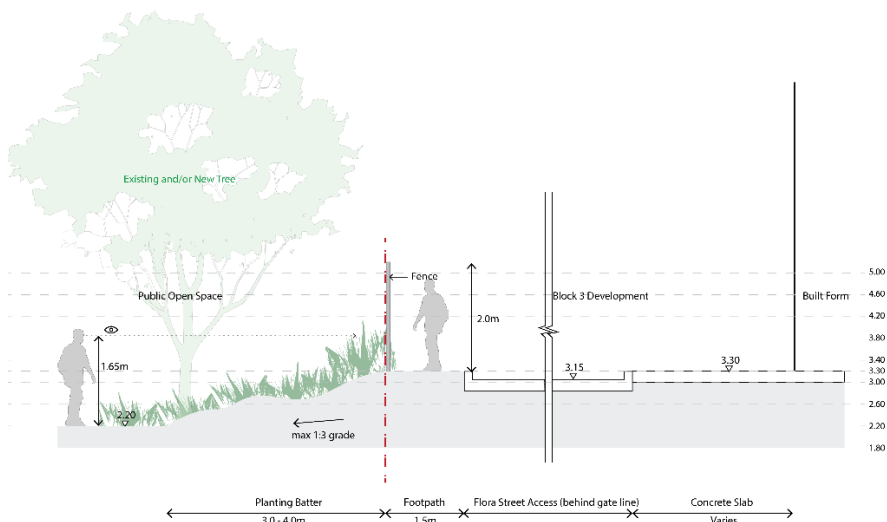 Existing and/or New Tree
Public Open Space
Fence
Block 3 Development
Built Form
2.0m
1.65m
2.20
max 1:3 grade
3.15
3.30
5.00
4.60
4.20
3.80
3.40
3.30
3.00
2.60
2.20
1.80
Planting Batter
3.0 - 4.0m
Footpath
1.5m
Flora Street Access (behind gate line)
Concrete Slab
Varies